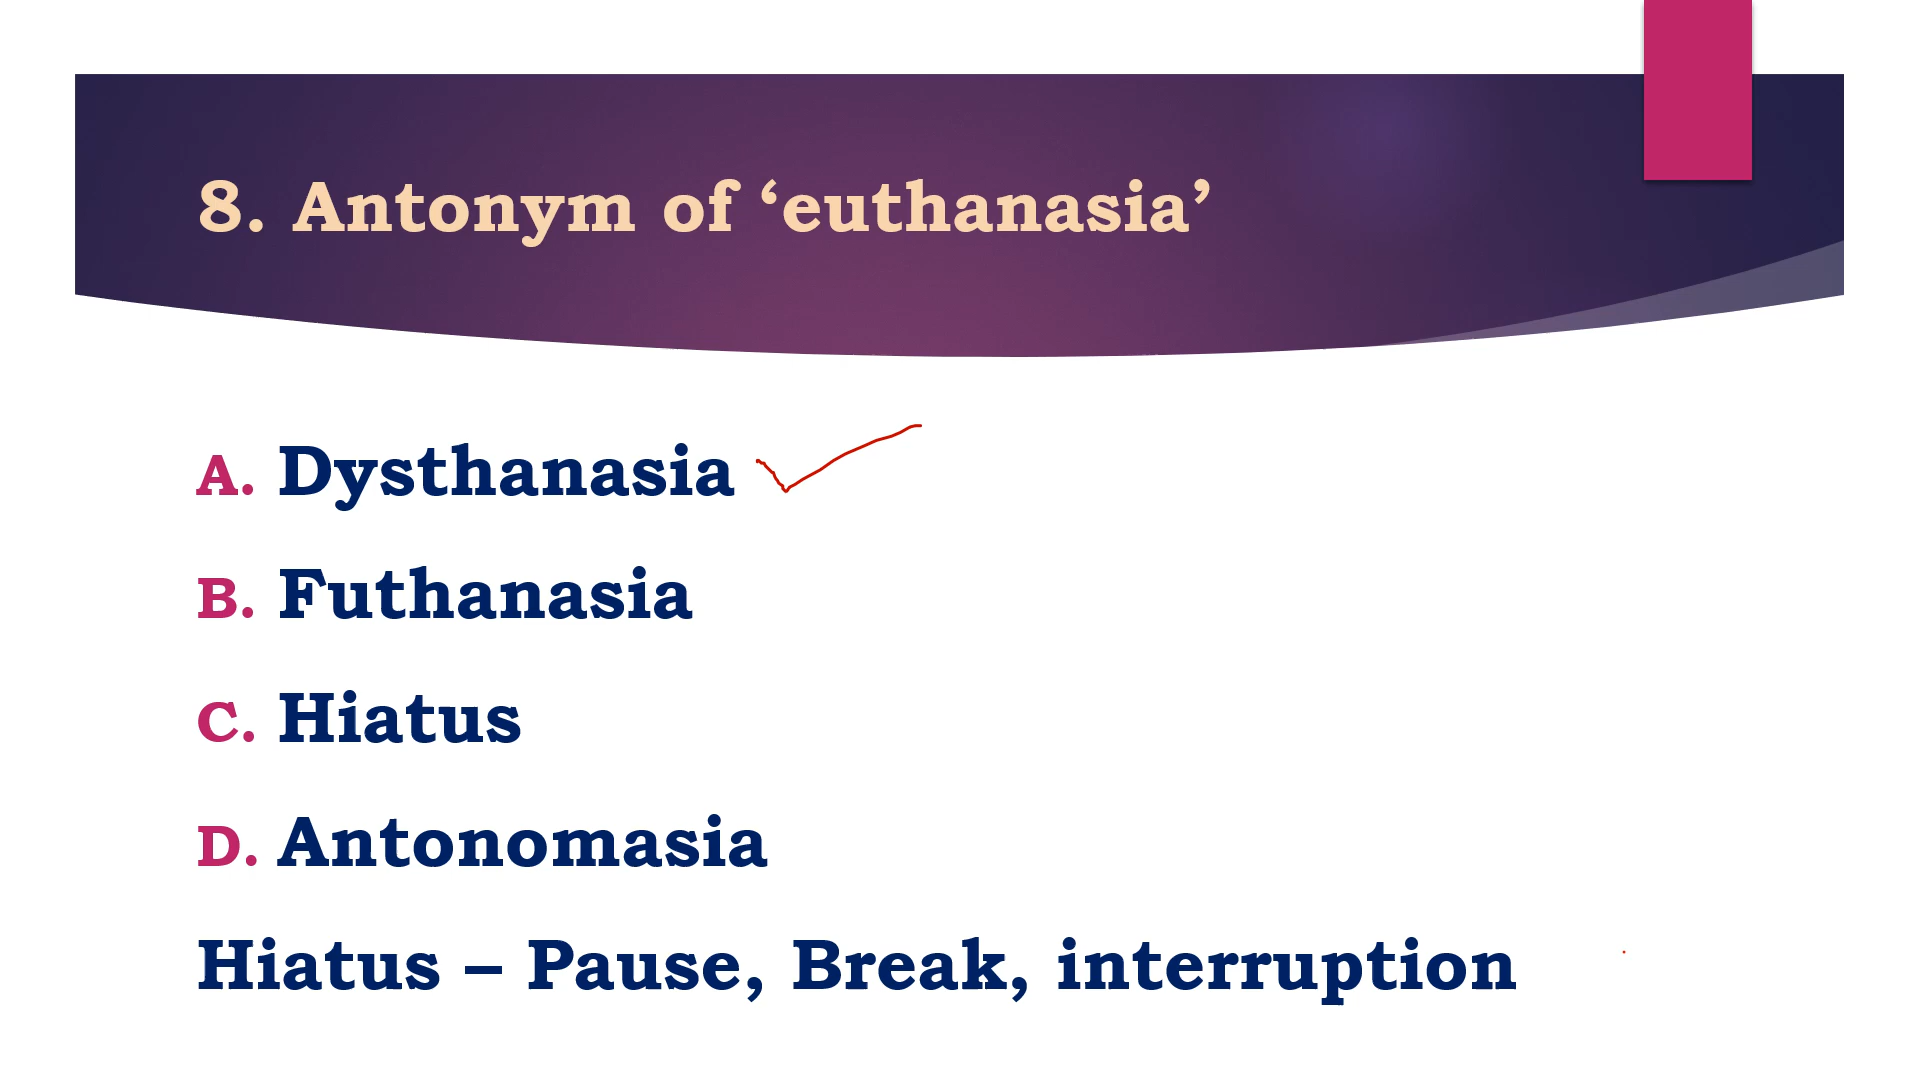 8. Antonym of ‘euthanasia’
A. Dysthanasia
B. Futhanasia
C. Hiatus
D. Antonomasia
Hiatus – Pause, Break, interruption